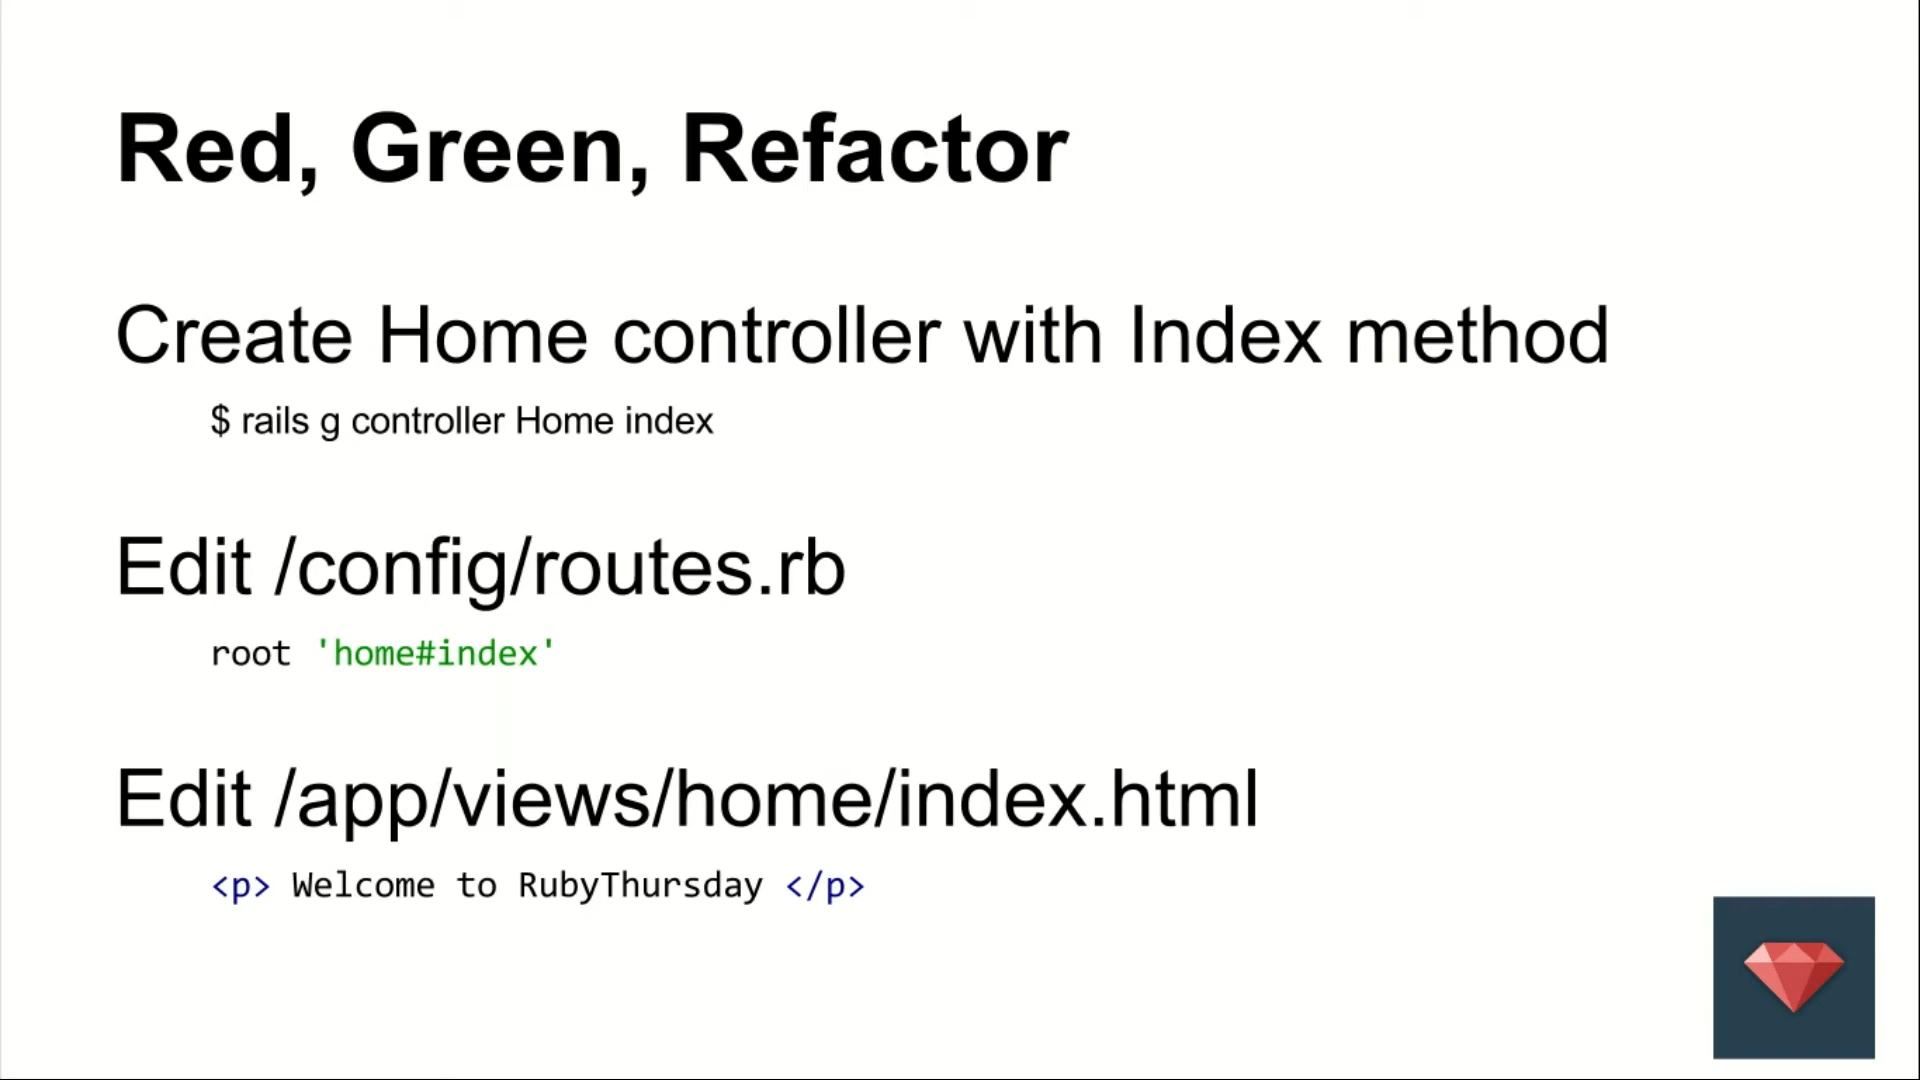 Red, Green, Refactor
Create Home controller with Index method
$ rails g controller Home index
Edit /config/routes.rb
root 'home#index'
Edit /app/views/home/index.html
<p> Welcome to RubyThursday </p>